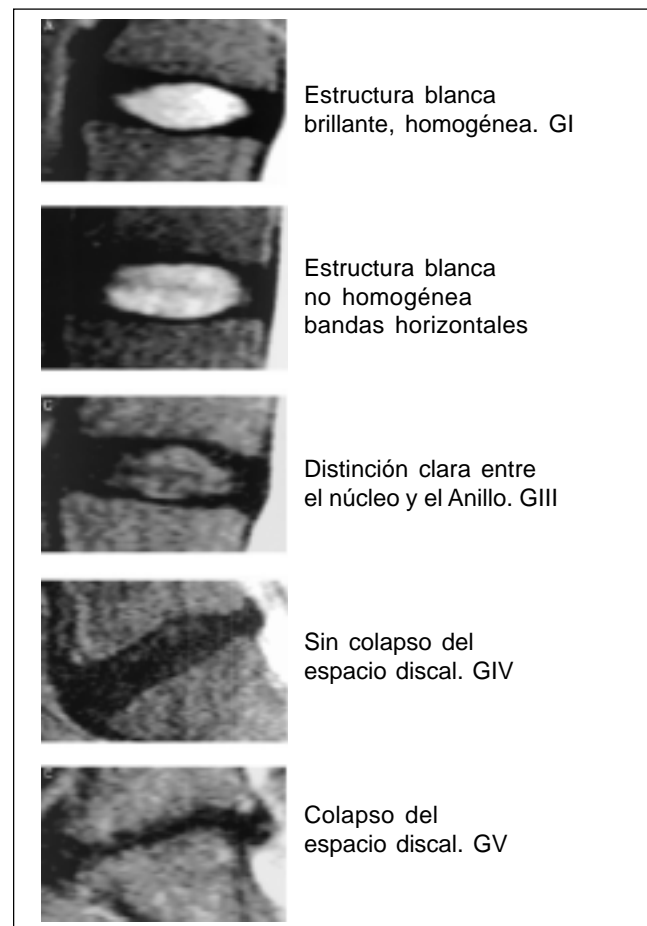 A
Estructura blanca
brillante, homogénea. GI
Estructura blanca
no homogénea
bandas horizontales
C
Distinción clara entre
el núcleo y el Anillo. GIII
Sin colapso del
espacio discal. GIV
Colapso del
espacio discal. GV